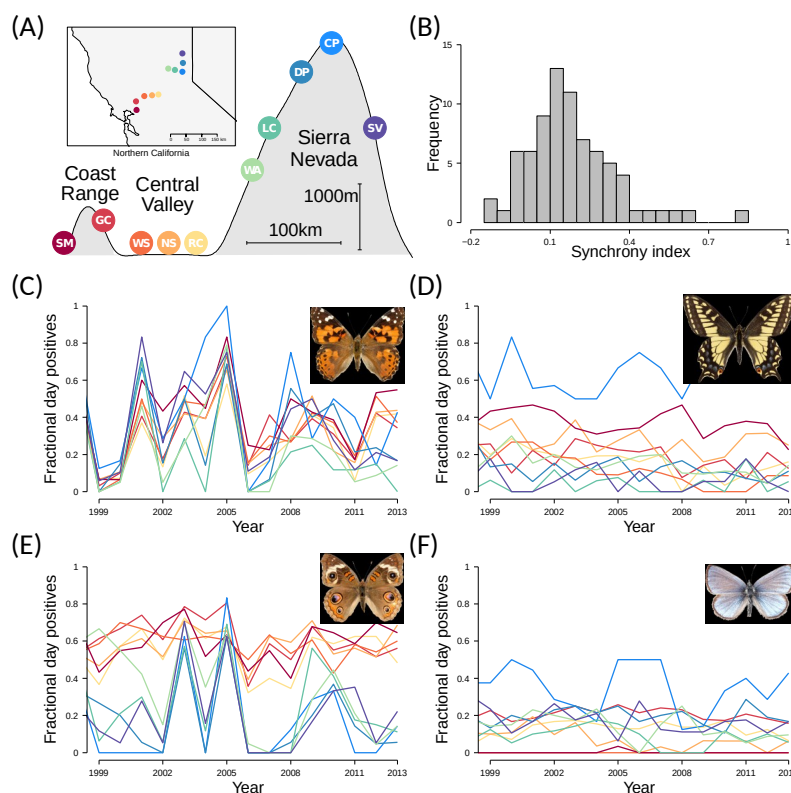 (A)
0 50 100 150 km
Northern California
Coast
Range
Central
Valley
Sierra
Nevada
CP
DP
LC
SV
WA
GC
SM
WS
NS
RC
1000m
100km
(B)
Frequency
15
10
5
0
−0.2 0.1 0.4 0.7 1
Synchrony index
(C)
Fractional day positives
1
0.8
0.6
0.4
0.2
0
1999 2002 2005 2008 2011 2013
Year
(D)
Fractional day positives
1
0.8
0.6
0.4
0.2
0
1999 2002 2005 2008 2011 201
Year
(E)
Fractional day positives
1
0.8
0.6
0.4
0.2
0
1999 2002 2005 2008 2011 2013
Year
(F)
Fractional day positives
1
0.8
0.6
0.4
0.2
0
1999 2002 2005 2008 2011 201
Year